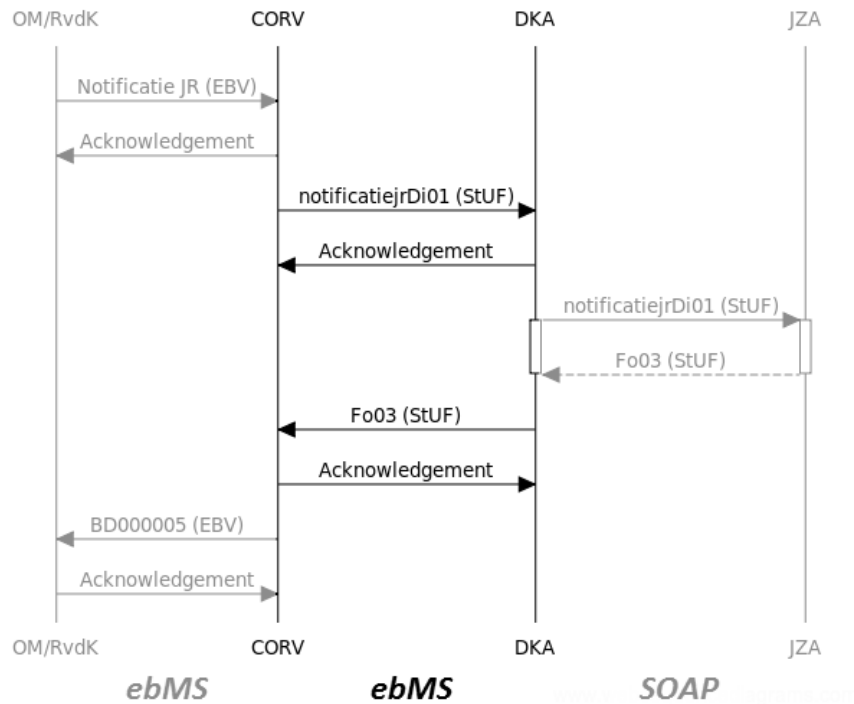 OM/RvdK CORV DKA JZA
Notificatie JR (EBV)
Acknowledgement
notificatiejrDi01 (StUF)
Acknowledgement
notificatiejrDi01 (StUF)
Fo03 (StUF)
Fo03 (StUF)
Acknowledgement
BD000005 (EBV)
Acknowledgement
OM/RvdK CORV DKA JZA
ebMS ebMS SOAP